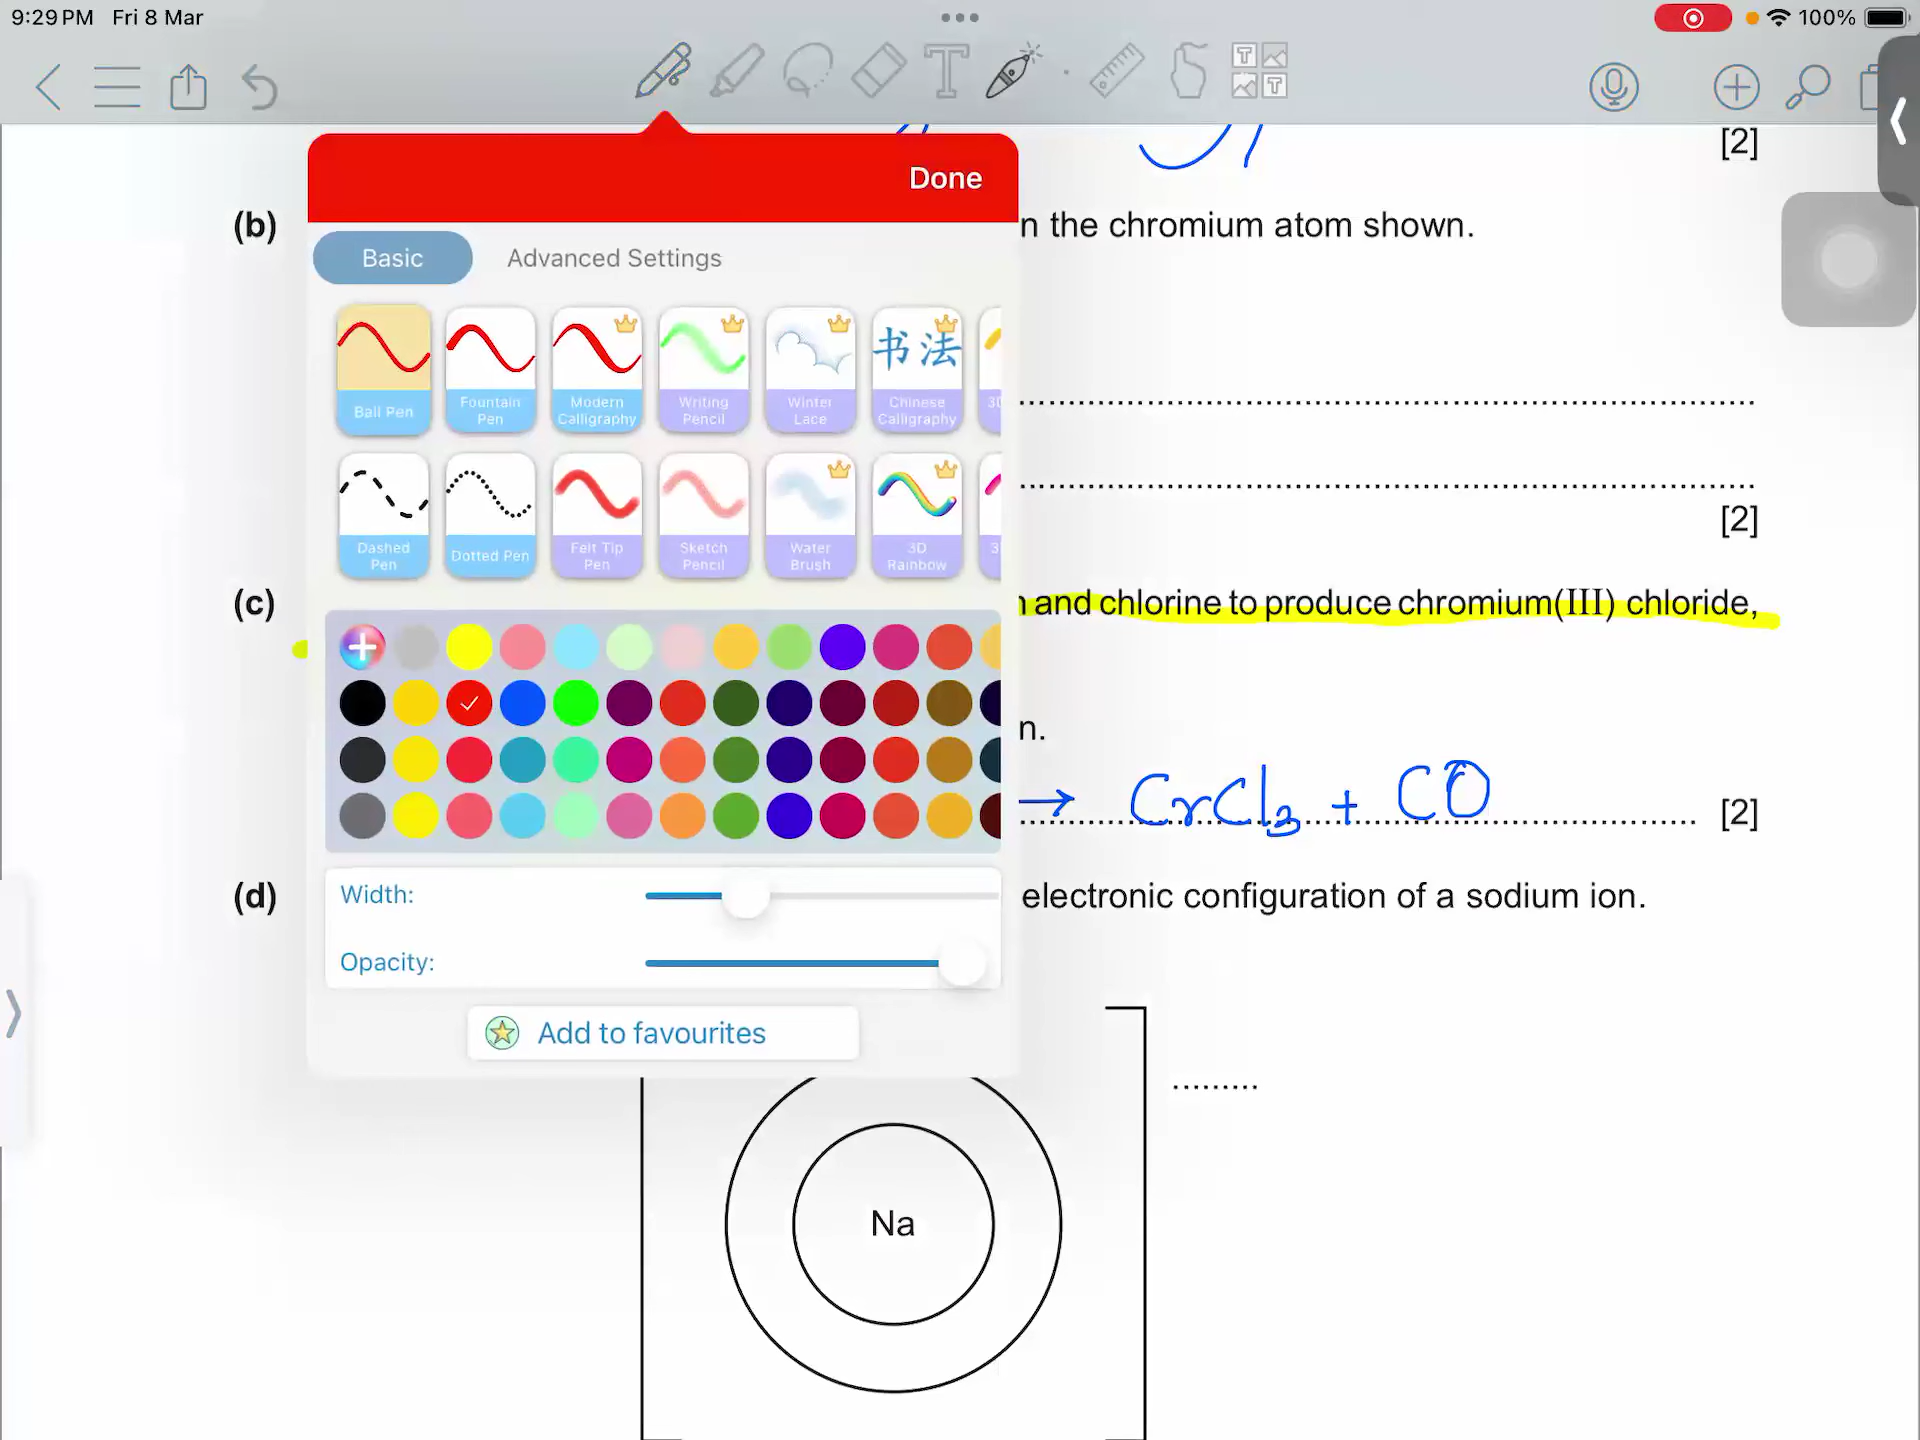 9:29 PM Fri 8 Mar
100%
[2]
Done
(b) n the chromium atom shown.
Basic Advanced Settings
书法
Ball Pen
Fountain Pen
Modern Calligraphy
Writing Pencil
Winter Lace
Chinese Calligraphy
3D
[2]
Dashed Pen
Dotted Pen
Felt Tip Pen
Sketch Pencil
Water Brush
3D Rainbow
(c) and chlorine to produce chromium(III) chloride,
n.
→ CrCl3 + CO [2]
Width:
(d) electronic configuration of a sodium ion.
Opacity:
Add to favourites
Na